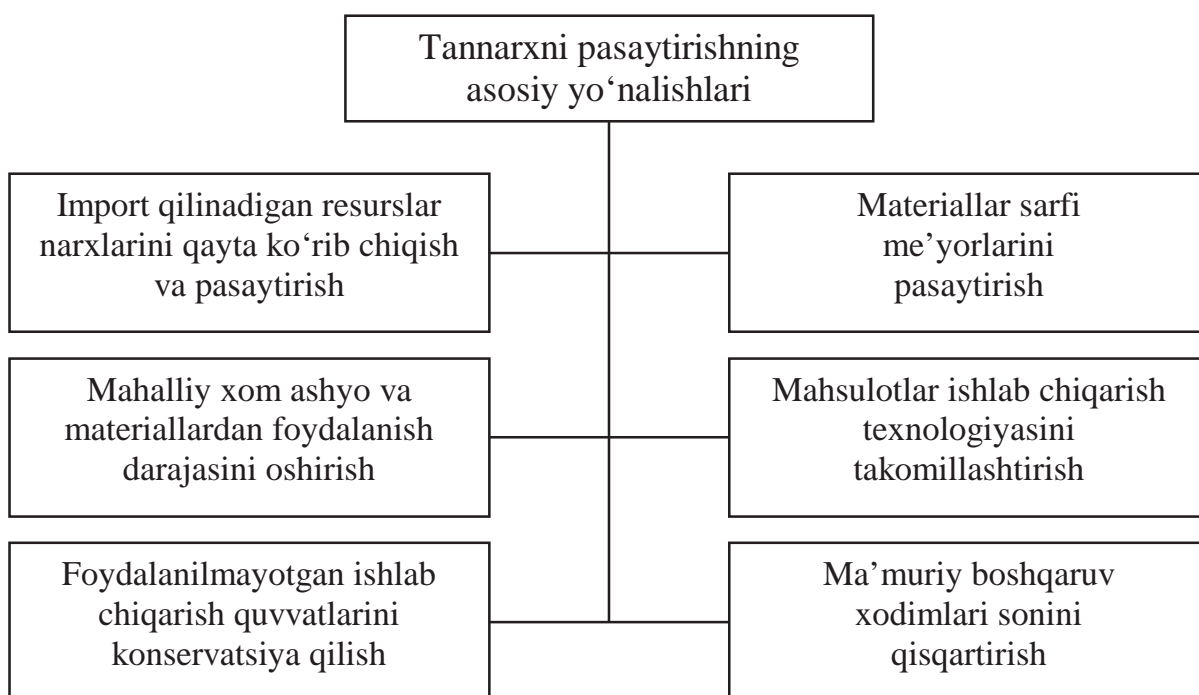 Tannarxni pasaytirishning
asosiy yo‘nalishlari
Import qilinadigan resurslar
narxlarini qayta ko‘rib chiqish
va pasaytirish
Materiallar sarfi
me’yorlarini
pasaytirish
Mahalliy xom ashyo va
materiallardan foydalanish
darajasini oshirish
Mahsulotlar ishlab chiqarish
texnologiyasini
takomillashtirish
Foydalanilmayotgan ishlab
chiqarish quvvatlarini
konservatsiya qilish
Ma’muriy boshqaruv
xodimlari sonini
qisqartirish